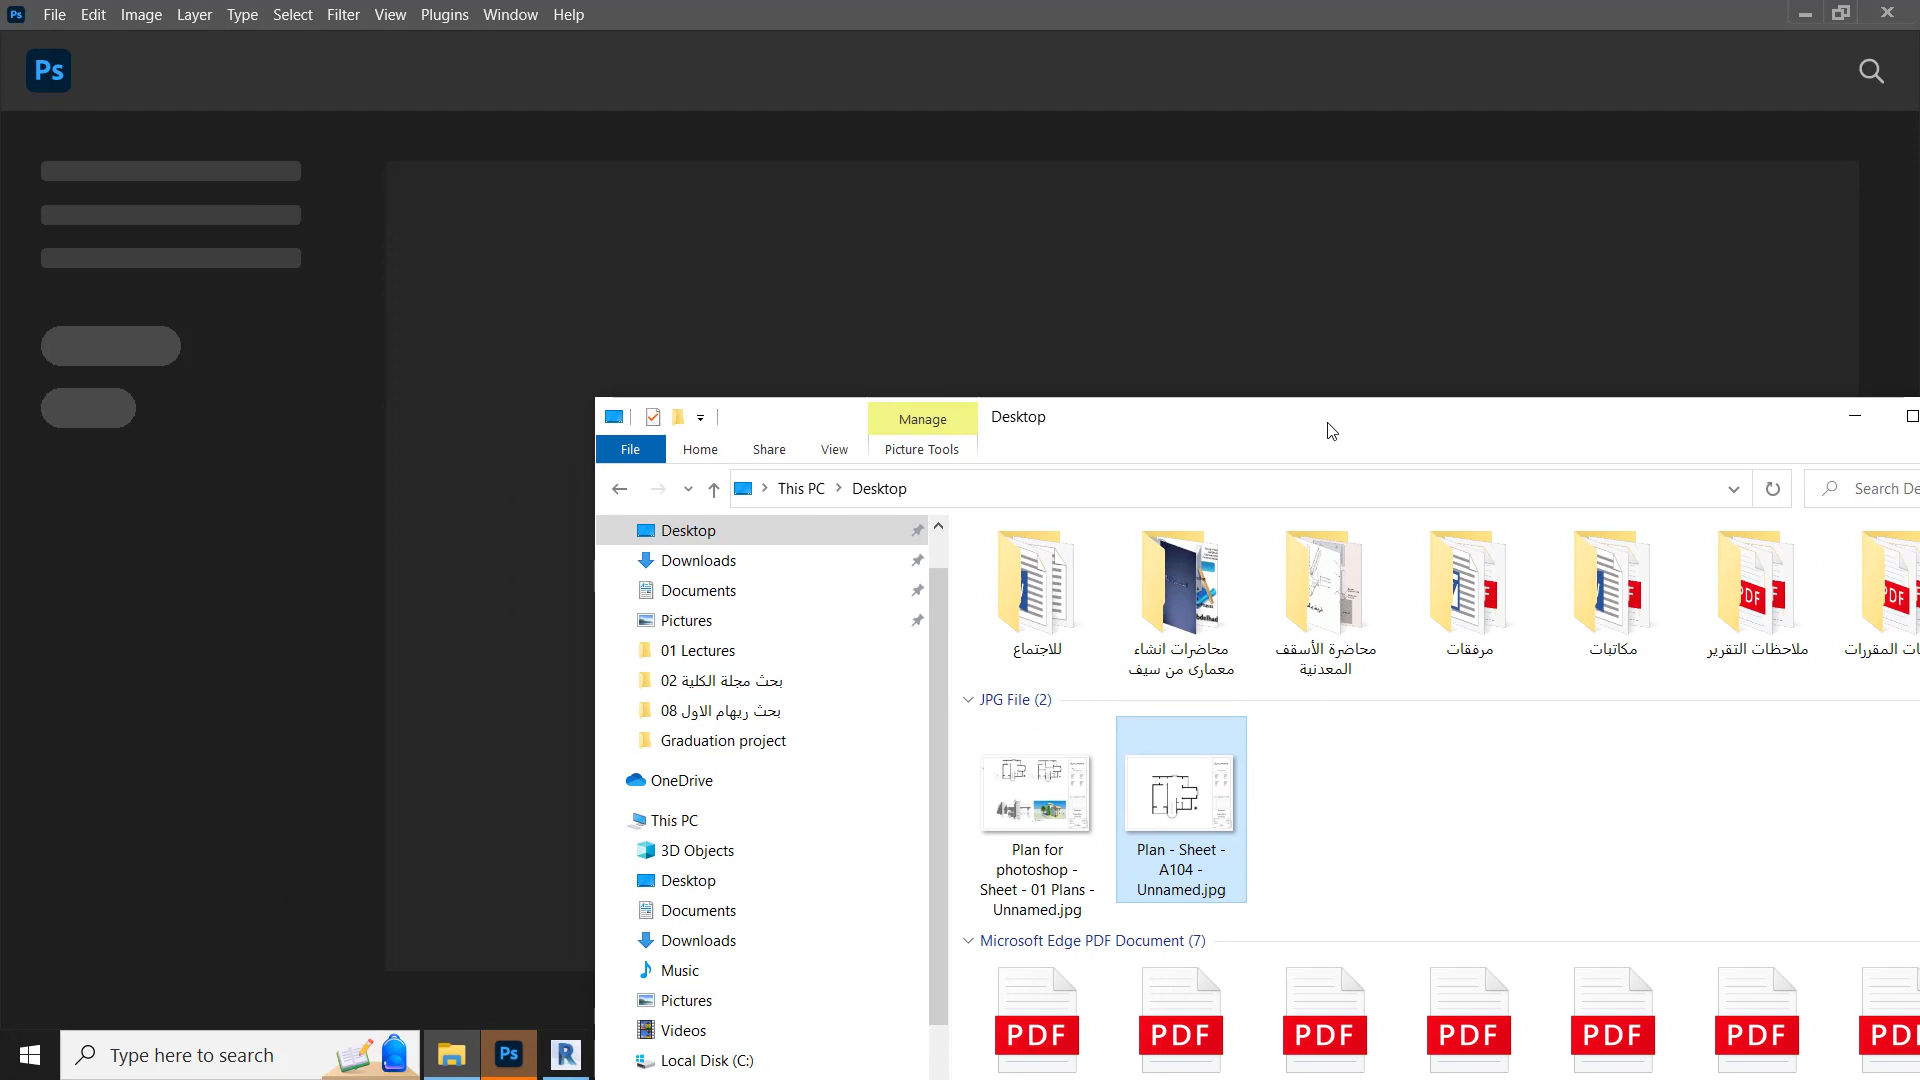 Ps File Edit Image Layer Type Select Filter View Plugins Window Help
Ps
Manage Desktop
File Home Share View Picture Tools
This PC Desktop Search De
Desktop
Downloads
Documents
Pictures
01 Lectures
02 بحث مجلة الكلية
08 بحث ريهام الاول
Graduation project
OneDrive
This PC
3D Objects
Desktop
Documents
Downloads
Music
Pictures
Videos
Local Disk (C:)
للاجتماع
محاضرات انشاء
معمارى من سيف
محاضرة الأسقف
المعدنية
مرفقات
مكاتبات
ملاحظات التقرير
ات المقررات
JPG File (2)
Plan for
photoshop -
Sheet - 01 Plans -
Unnamed.jpg
Plan - Sheet -
A104 -
Unnamed.jpg
Microsoft Edge PDF Document (7)
PDF PDF PDF PDF PDF PDF PDF
Type here to search Ps R